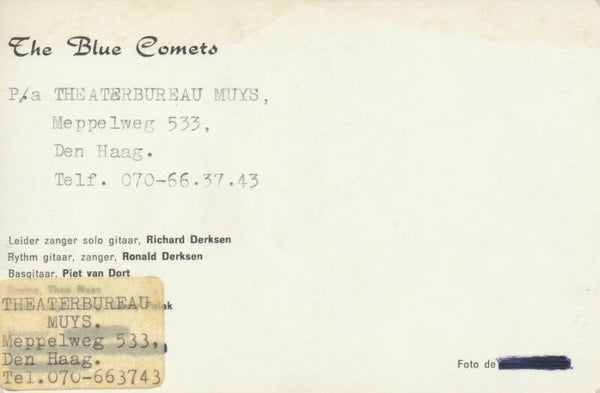 The Blue Comets
P/a THEATERBUREAU MUYS,
Meppelweg 533,
Den Haag.
Telf. 070-66.37.43
Leider zanger solo gitaar, Richard Derksen
Rythm gitaar, zanger, Ronald Derksen
Basgitaar, Piet van Dort
THEATERBUREAU
MUYS.
Meppelweg 533,
Den Haag.
Tel.070-663743
Foto de